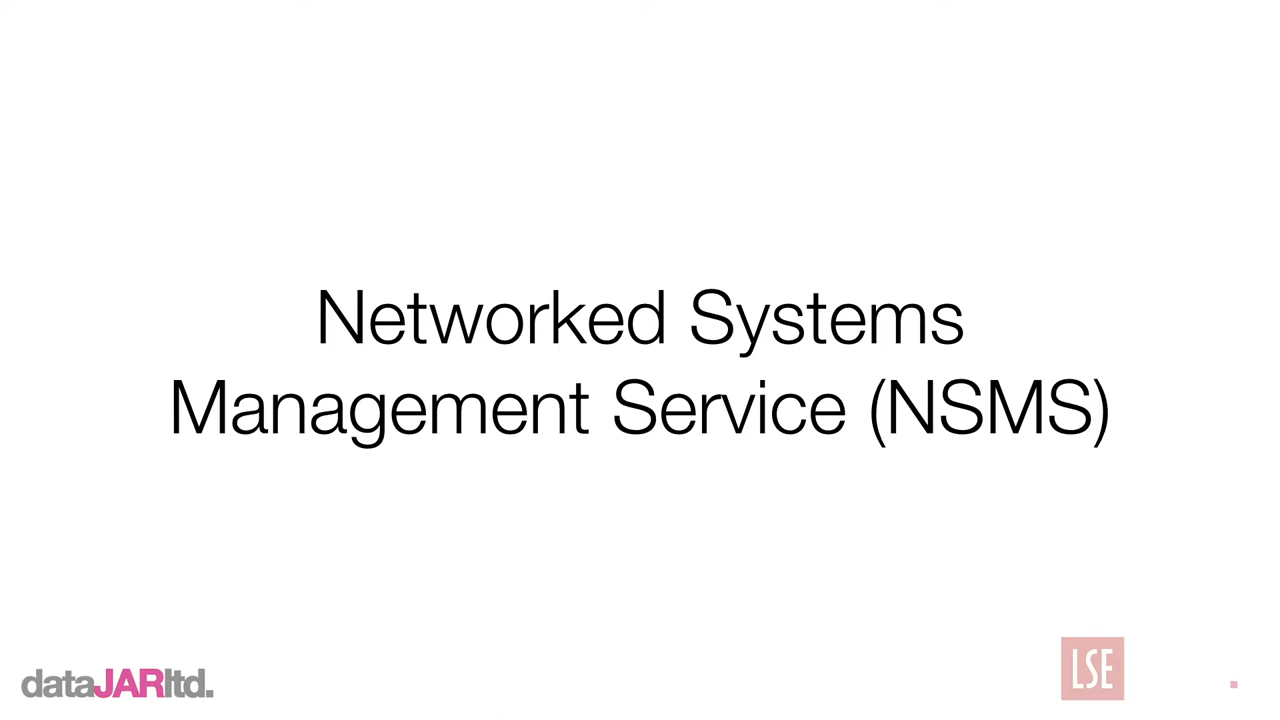 Networked Systems
Management Service (NSMS)
dataJARltd.
LSE